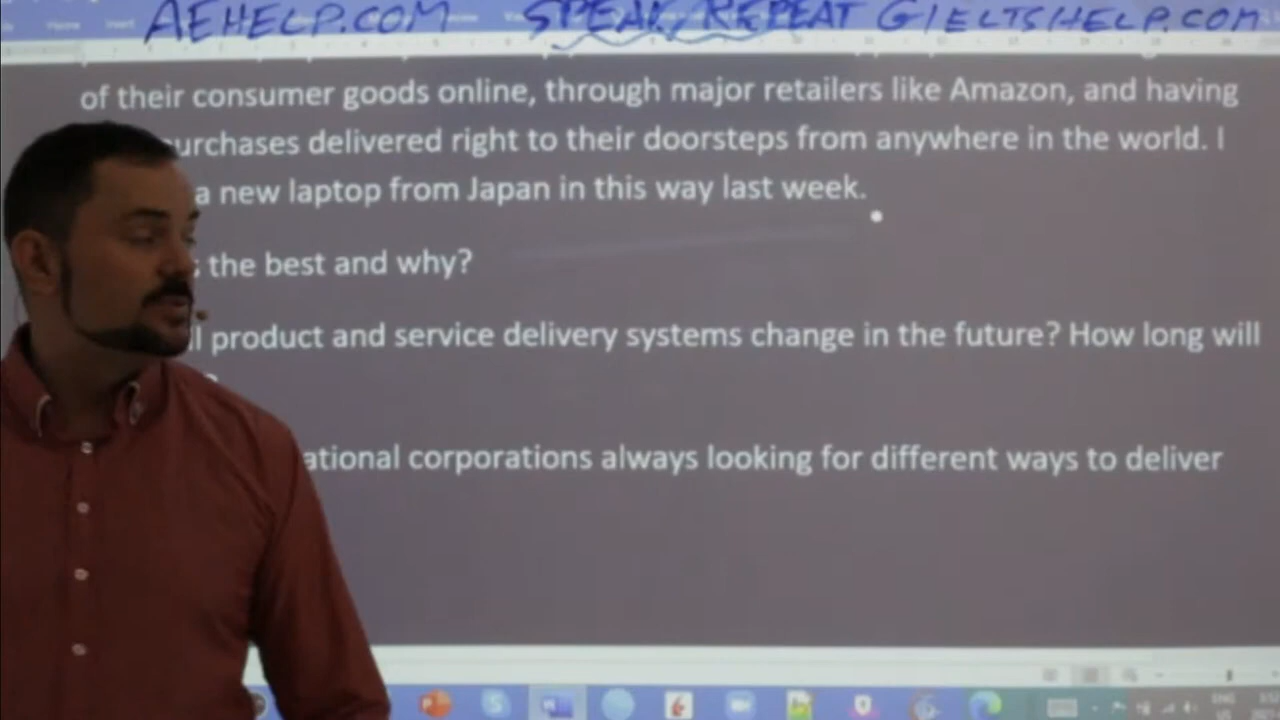 AEHELP.COM SPEAK, REPEAT GIELTSHELP.COM
of their consumer goods online, through major retailers like Amazon, and having
urchases delivered right to their doorsteps from anywhere in the world. I
a new laptop from Japan in this way last week.
the best and why?
product and service delivery systems change in the future? How long will
ational corporations always looking for different ways to deliver